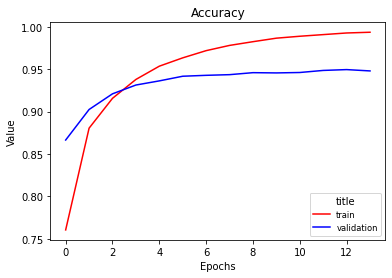 Accuracy
1.00
0.95
0.90
0.85
0.80
0.75
Value
0 2 4 6 8 10 12
Epochs
title
train
validation